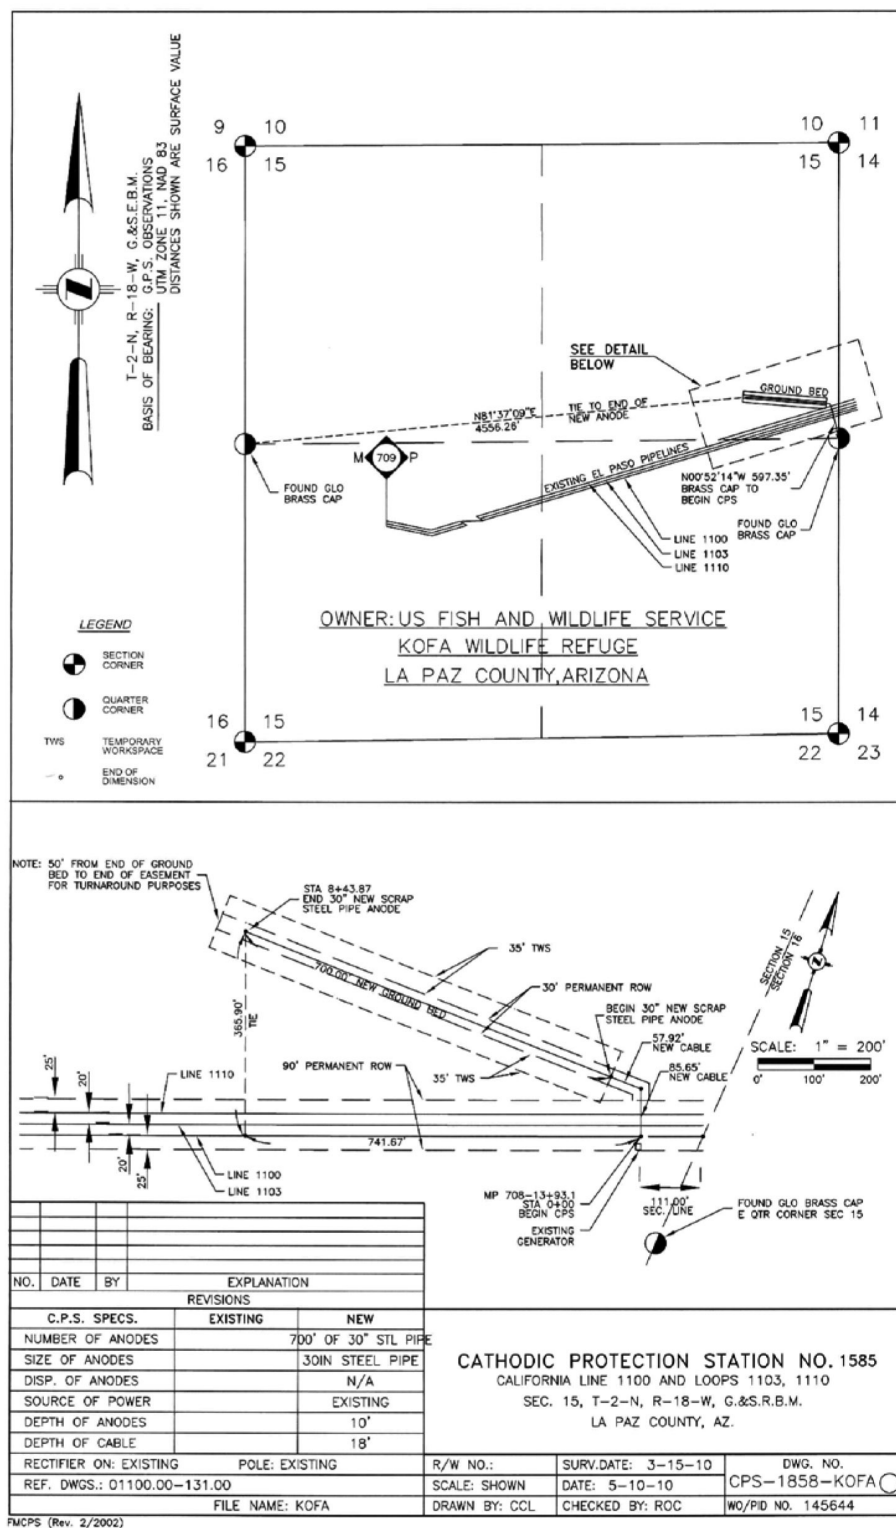 T-2-N, R-18-W, G.&S.E.B.M.
BASIS OF BEARING: G.P.S. OBSERVATIONS
UTM ZONE 11, NAD 83
DISTANCES SHOWN ARE SURFACE VALUE
9 10
16 15
10 11
15 14
SEE DETAIL
BELOW
GROUND BED
N81°37'09"E
4556.26'
TIE TO END OF
NEW ANODE
M 709 P
FOUND GLO
BRASS CAP
EXISTING EL PASO PIPELINES
N00°52'14"W 597.35'
BRASS CAP TO
BEGIN CPS
FOUND GLO
BRASS CAP
LINE 1100
LINE 1103
LINE 1110
OWNER: US FISH AND WILDLIFE SERVICE
KOFA WILDLIFE REFUGE
LA PAZ COUNTY, ARIZONA
LEGEND
SECTION
CORNER
QUARTER
CORNER
TWS TEMPORARY
WORKSPACE
END OF
DIMENSION
16 15
21 22
15 14
22 23
NOTE: 50' FROM END OF GROUND
BED TO END OF EASEMENT
FOR TURNAROUND PURPOSES
STA 8+43.87
END 30" NEW SCRAP
STEEL PIPE ANODE
35' TWS
700.00' NEW GROUND BED
30' PERMANENT ROW
BEGIN 30" NEW SCRAP
STEEL PIPE ANODE
57.92'
NEW CABLE
85.65'
NEW CABLE
SECTION 15
SECTION 16
SCALE: 1" = 200'
0' 100' 200'
365.90'
TIE
90' PERMANENT ROW
35' TWS
25'
20'
LINE 1110
741.67'
20'
25'
LINE 1100
LINE 1103
MP 708-13+93.1
STA 0+00
BEGIN CPS
EXISTING
GENERATOR
111.00'
SEC. LINE
FOUND GLO BRASS CAP
E QTR CORNER SEC 15
NO. DATE BY EXPLANATION
REVISIONS
C.P.S. SPECS. EXISTING NEW
NUMBER OF ANODES 700' OF 30" STL PIPE
SIZE OF ANODES 30IN STEEL PIPE
DISP. OF ANODES N/A
SOURCE OF POWER EXISTING
DEPTH OF ANODES 10'
DEPTH OF CABLE 18'
RECTIFIER ON: EXISTING POLE: EXISTING
REF. DWGS.: 01100.00-131.00
FILE NAME: KOFA
CATHODIC PROTECTION STATION NO. 1585
CALIFORNIA LINE 1100 AND LOOPS 1103, 1110
SEC. 15, T-2-N, R-18-W, G.&S.R.B.M.
LA PAZ COUNTY, AZ.
R/W NO.: SURV.DATE: 3-15-10 DWG. NO.
SCALE: SHOWN DATE: 5-10-10 CPS-1858-KOFA
DRAWN BY: CCL CHECKED BY: ROC WO/PID NO. 145644
FMCPS (Rev. 2/2002)